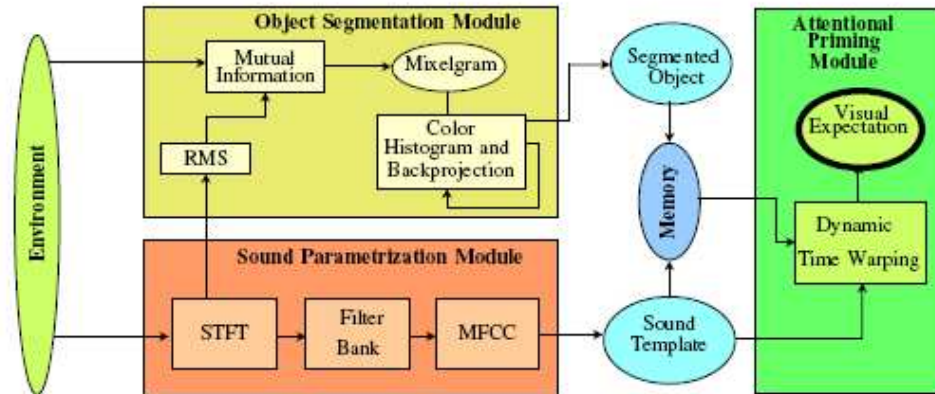 Environment
Object Segmentation Module
Mutual
Information
Mixelgram
RMS
Color
Histogram and
Backprojection
Sound Parametrization Module
STFT
Filter
Bank
MFCC
Segmented
Object
Memory
Sound
Template
Attentional
Priming
Module
Visual
Expectation
Dynamic
Time Warping